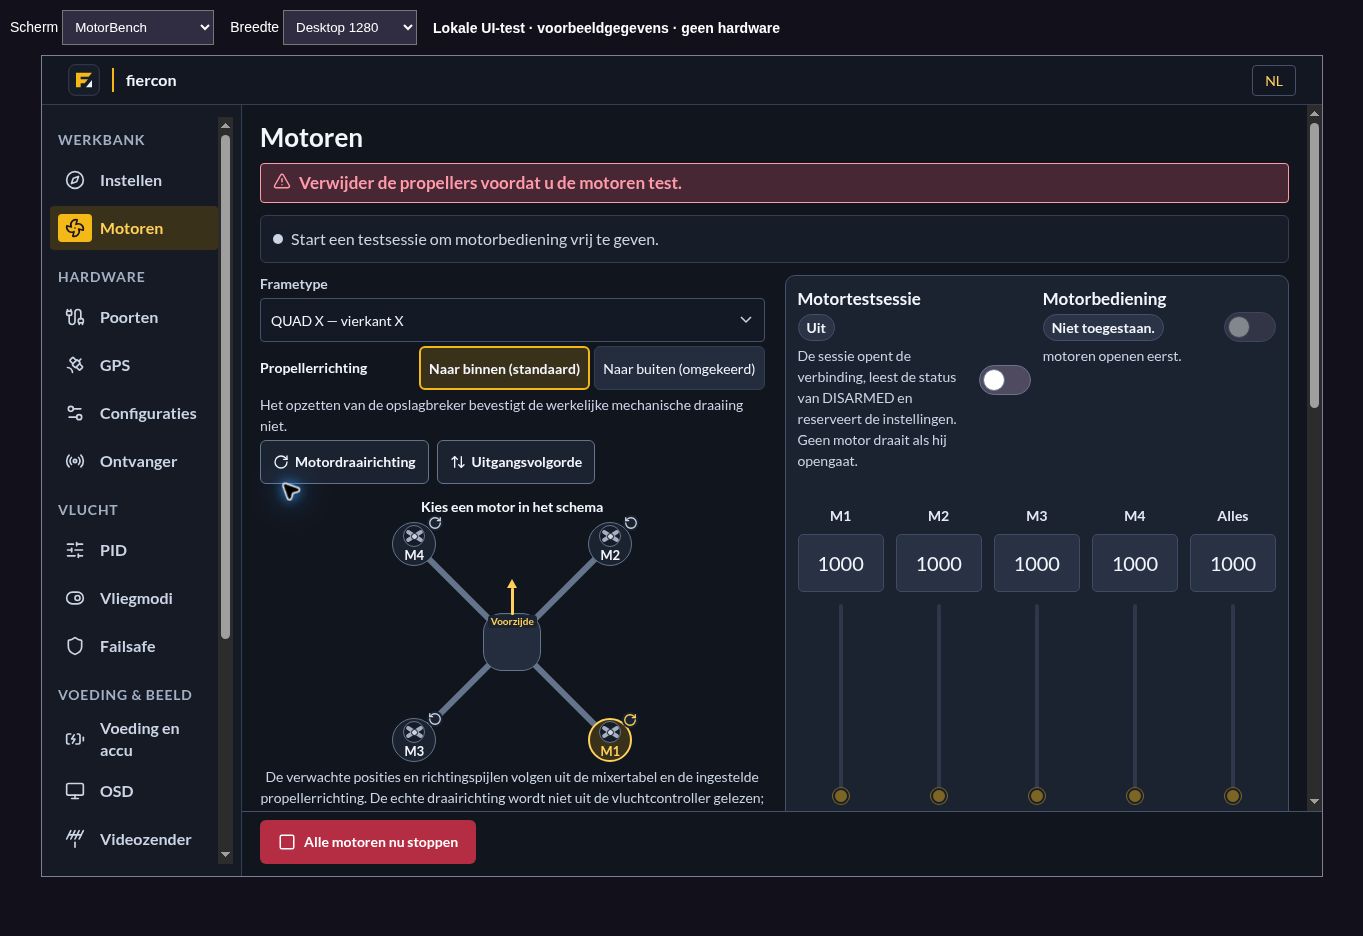 Scherm MotorBench Breedte Desktop 1280 Lokale UI-test · voorbeeldgegevens · geen hardware
fiercon
NL
WERKBANK
Instellen
Motoren
HARDWARE
Poorten
GPS
Configuraties
Ontvanger
VLUCHT
PID
Vliegmodi
Failsafe
VOEDING & BEELD
Voeding en
accu
OSD
Videozender
Motoren
Verwijder de propellers voordat u de motoren test.
Start een testsessie om motorbediening vrij te geven.
Frametype
QUAD X — vierkant X
Propellerrichting
Naar binnen (standaard)
Naar buiten (omgekeerd)
Het opzetten van de opslagbreker bevestigt de werkelijke mechanische draaiing
niet.
Motordraairichting
Uitgangsvolgorde
Kies een motor in het schema
M4
M2
Voorzijde
M3
M1
De verwachte posities en richtingspijlen volgen uit de mixertabel en de ingestelde
propellerrichting. De echte draairichting wordt niet uit de vluchtcontroller gelezen;
Motortestsessie
Uit
De sessie opent de
verbinding, leest de status
van DISARMED en
reserveert de instellingen.
Geen motor draait als hij
opengaat.
Motorbediening
Niet toegestaan.
motoren openen eerst.
M1 M2 M3 M4 Alles
1000 1000 1000 1000 1000
Alle motoren nu stoppen